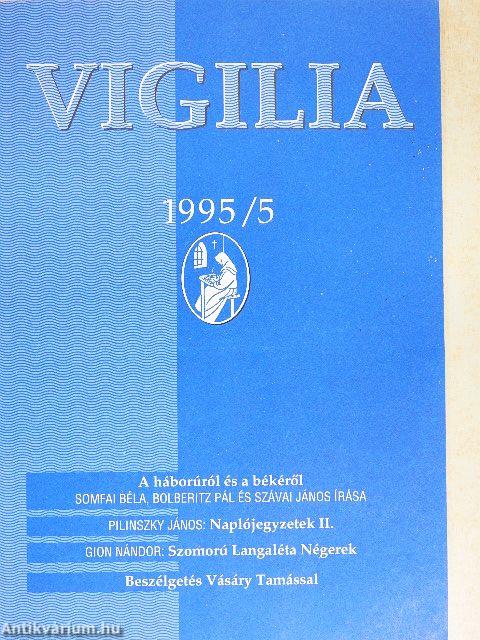 VIGILIA
1995/5
A háborúról és a békéről
SOMFAI BÉLA, BOLBERITZ PÁL ÉS SZÁVAI JÁNOS ÍRÁSA
PILINSZKY JÁNOS: Naplójegyzetek II.
GION NÁNDOR: Szomorú Langaléta Négerek
Beszélgetés Vásáry Tamással
Antikvárium.hu